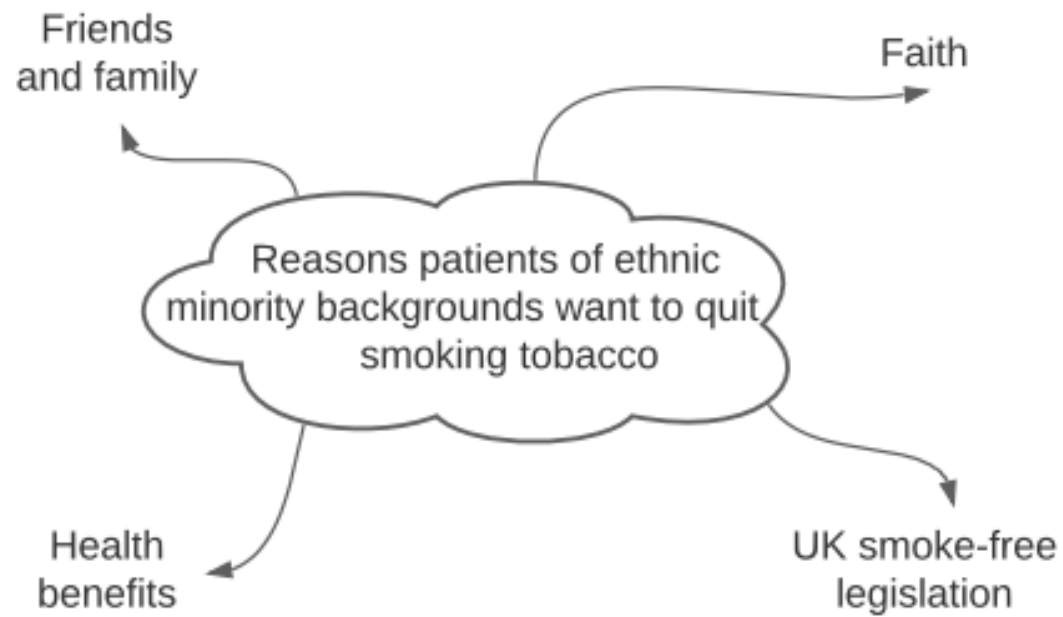 Friends
and family
Faith
Reasons patients of ethnic
minority backgrounds want to quit
smoking tobacco
Health
benefits
UK smoke-free
legislation